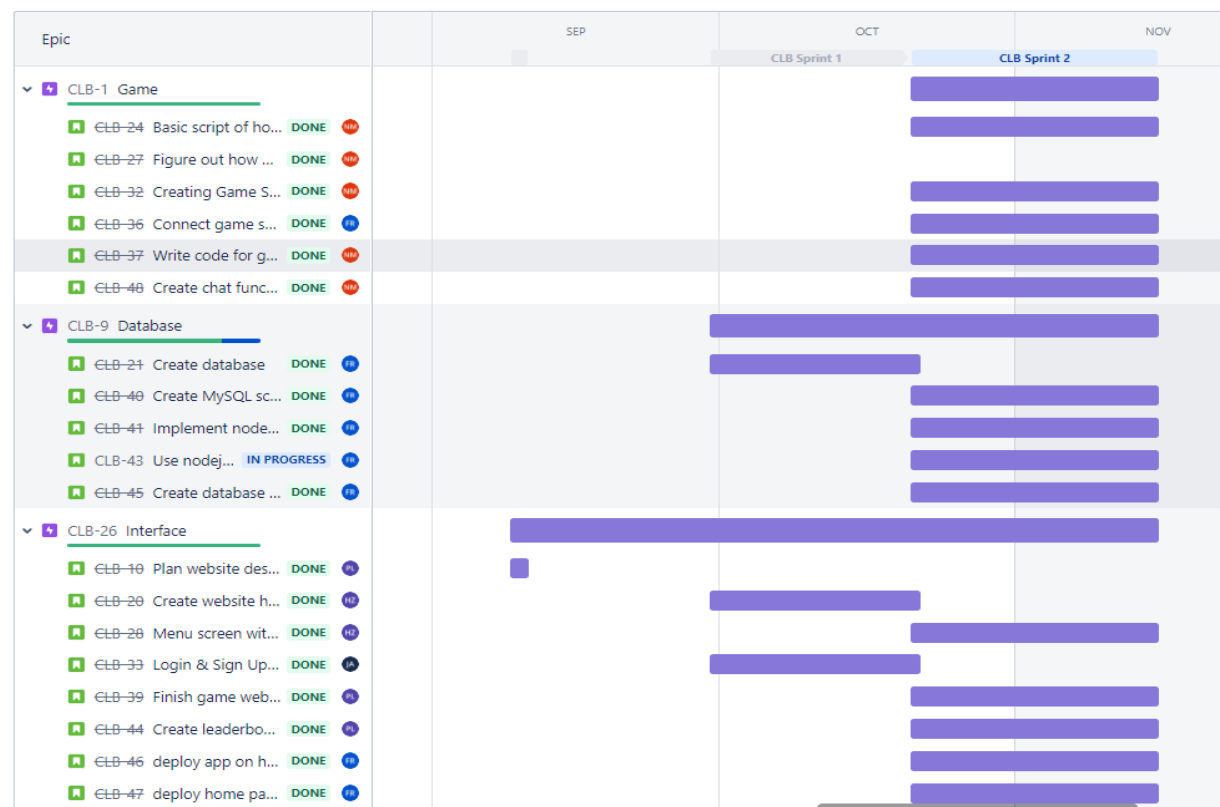 Epic
SEP OCT NOV
CLB Sprint 1 CLB Sprint 2
CLB-1 Game
CLB-24 Basic script of ho... DONE NM
CLB-27 Figure out how ... DONE NM
CLB-32 Creating Game S... DONE NM
CLB-36 Connect game s... DONE FR
CLB-37 Write code for g... DONE NM
CLB-48 Create chat func... DONE NM
CLB-9 Database
CLB-21 Create database DONE FR
CLB-40 Create MySQL sc... DONE FR
CLB-41 Implement node... DONE FR
CLB-43 Use nodej... IN PROGRESS FR
CLB-45 Create database ... DONE FR
CLB-26 Interface
CLB-10 Plan website des... DONE PL
CLB-20 Create website h... DONE HZ
CLB-28 Menu screen wit... DONE HZ
CLB-33 Login & Sign Up... DONE JA
CLB-39 Finish game web... DONE PL
CLB-44 Create leaderbo... DONE PL
CLB-46 deploy app on h... DONE FR
CLB-47 deploy home pa... DONE FR